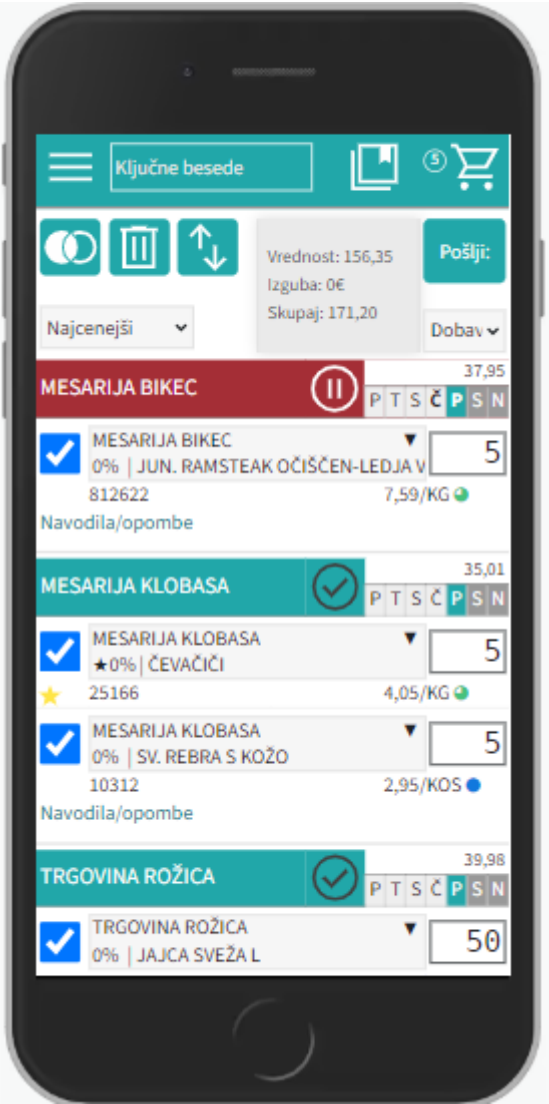 Ključne besede
5
Vrednost: 156,35
Izguba: 0€
Skupaj: 171,20
Pošlji:
Najcenejši
Dobav
MESARIJA BIKEC
37,95
P T S Č P S N
MESARIJA BIKEC
0% | JUN. RAMSTEAK OČIŠČEN-LEDJA V
5
812622
7,59/KG
Navodila/opombe
MESARIJA KLOBASA
35,01
P T S Č P S N
MESARIJA KLOBASA
★0% | ČEVAČIČI
5
25166
4,05/KG
MESARIJA KLOBASA
0% | SV. REBRA S KOŽO
5
10312
2,95/KOS
Navodila/opombe
TRGOVINA ROŽICA
39,98
P T S Č P S N
TRGOVINA ROŽICA
0% | JAJCA SVEŽA L
50